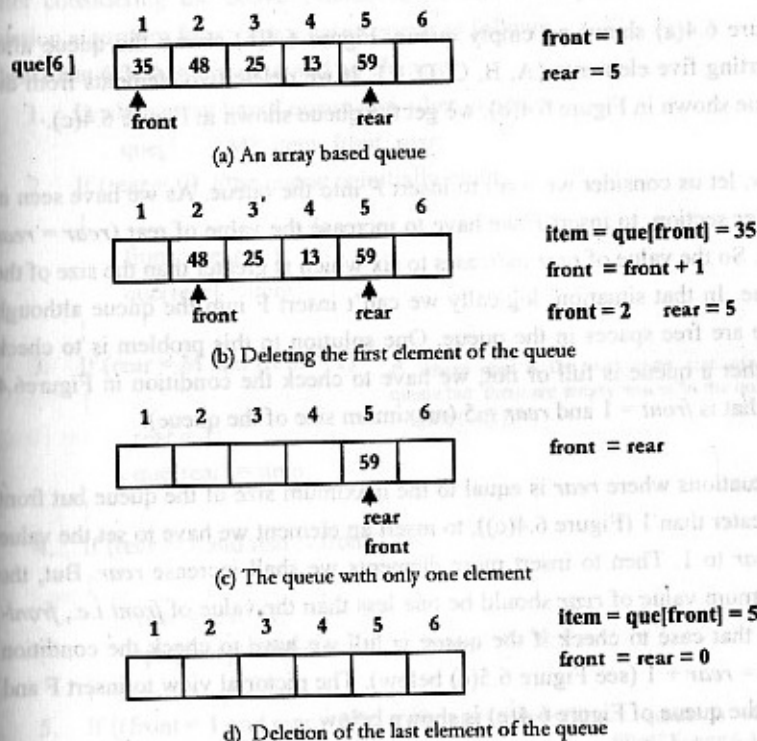 1 2 3 4 5 6
que[6 ] 35 48 25 13 59
front = 1
rear = 5
front rear
(a) An array based queue
1 2 3 4 5 6
48 25 13 59
item = que[front] = 35
front = front + 1
front = 2 rear = 5
front rear
(b) Deleting the first element of the queue
1 2 3 4 5 6
59
front = rear
rear
front
(c) The queue with only one element
1 2 3 4 5 6
item = que[front] = 5
front = rear = 0
d) Deletion of the last element of the queue